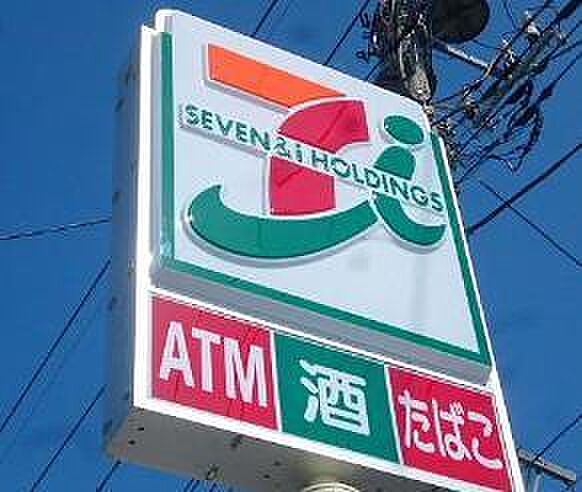 SEVEN & i HOLDINGS
ATM 酒 たばこ